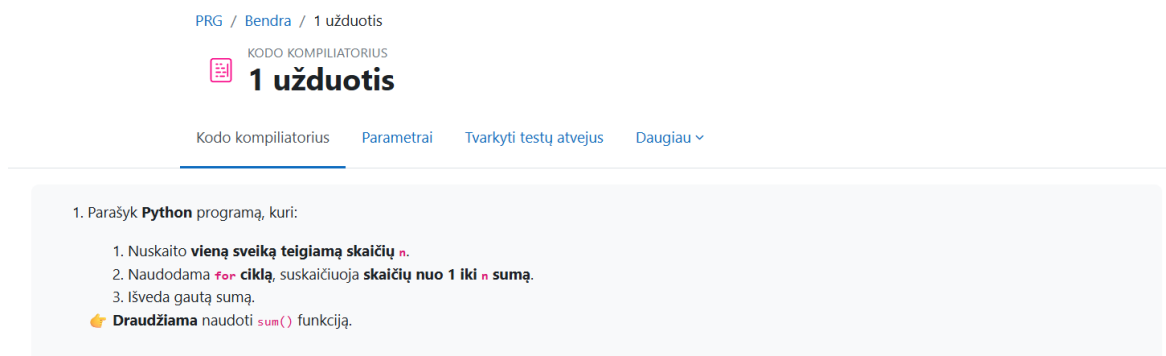 PRG / Bendra / 1 užduotis
KODO KOMPILIATORIUS
1 užduotis
Kodo kompiliatorius Parametrai Tvarkyti testų atvejus Daugiau
1. Parašyk Python programą, kuri:
1. Nuskaito vieną sveiką teigiamą skaičių n.
2. Naudodama for ciklą, suskaičiuoja skaičių nuo 1 iki n sumą.
3. Išveda gautą sumą.
👉 Draudžiama naudoti sum() funkciją.